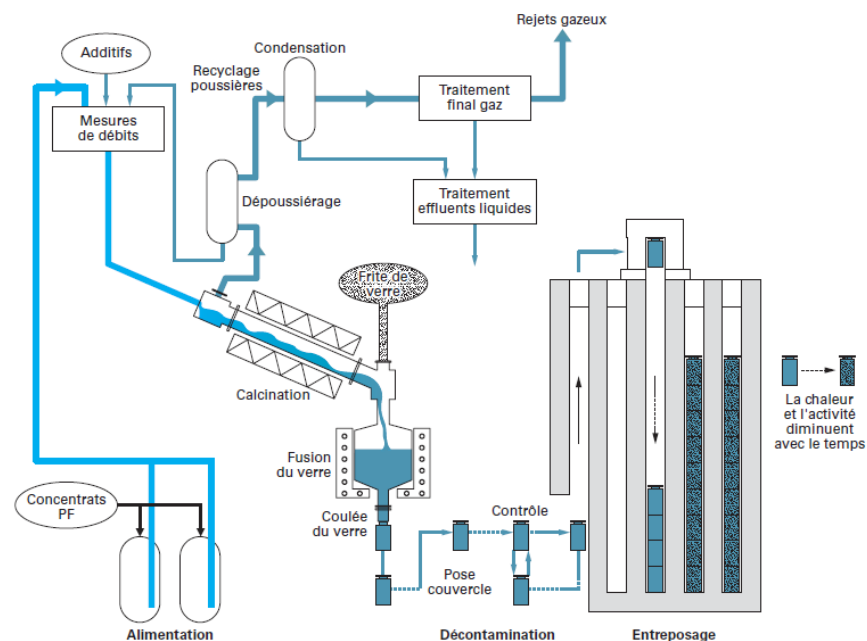 Rejets gazeux
Condensation
Additifs
Recyclage
poussières
Traitement
final gaz
Mesures
de débits
Dépoussiérage
Traitement
effluents liquides
Frite de
verre
Calcination
La chaleur
et l'activité
diminuent
avec le temps
Fusion
du verre
Concentrats
PF
Coulée
du verre
Contrôle
Pose
couvercle
Alimentation
Décontamination
Entreposage